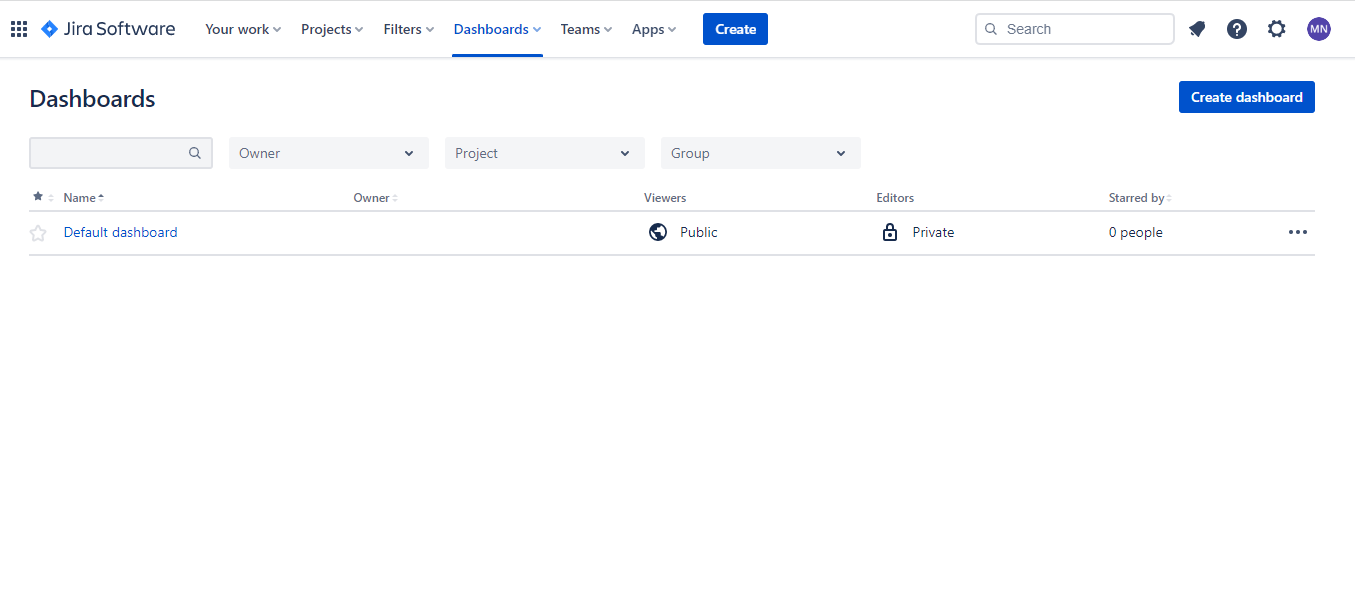 Jira Software Your work Projects Filters Dashboards Teams Apps Create Search MN
Dashboards Create dashboard
Owner Project Group
Name Owner Viewers Editors Starred by
Default dashboard Public Private 0 people